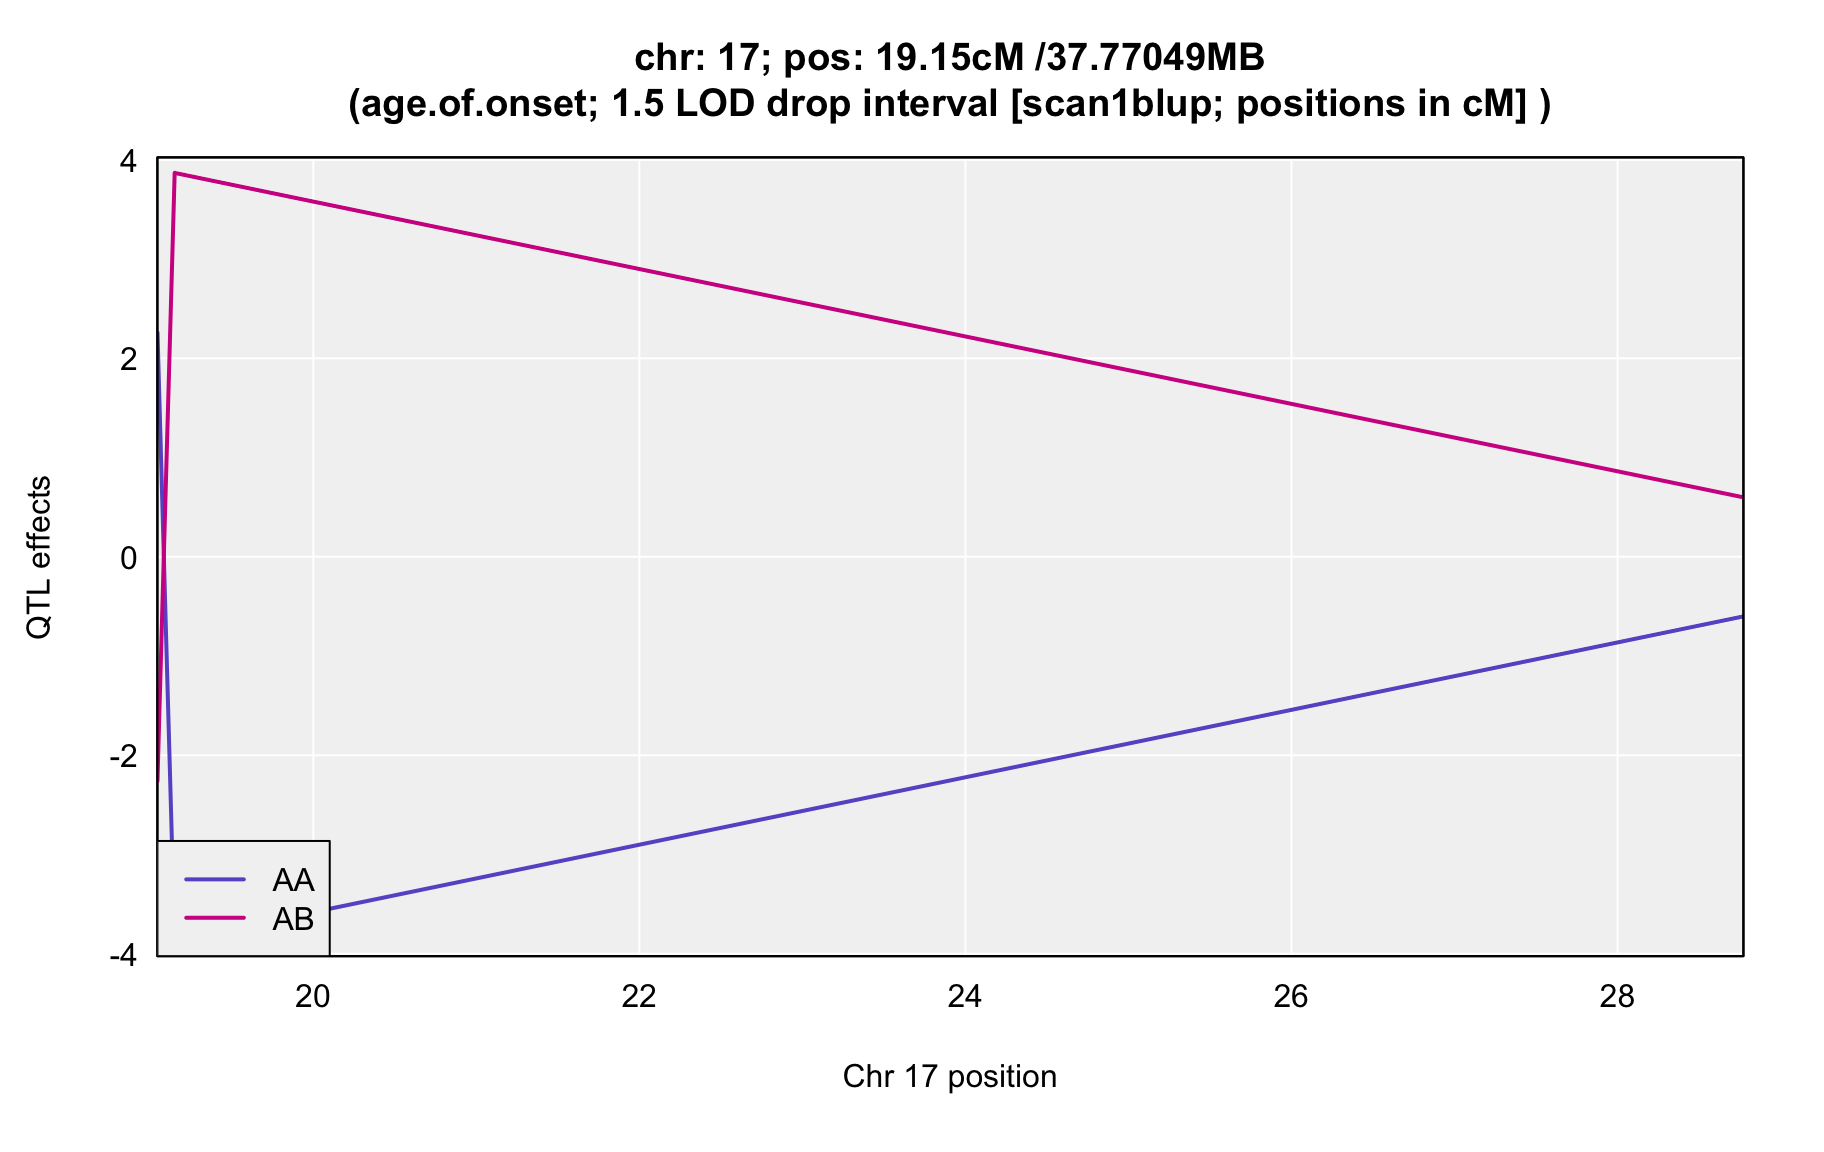 chr: 17; pos: 19.15cM /37.77049MB
(age.of.onset; 1.5 LOD drop interval [scan1blup; positions in cM] )
4
2
0
-2
-4
QTL effects
AA
AB
20 22 24 26 28
Chr 17 position